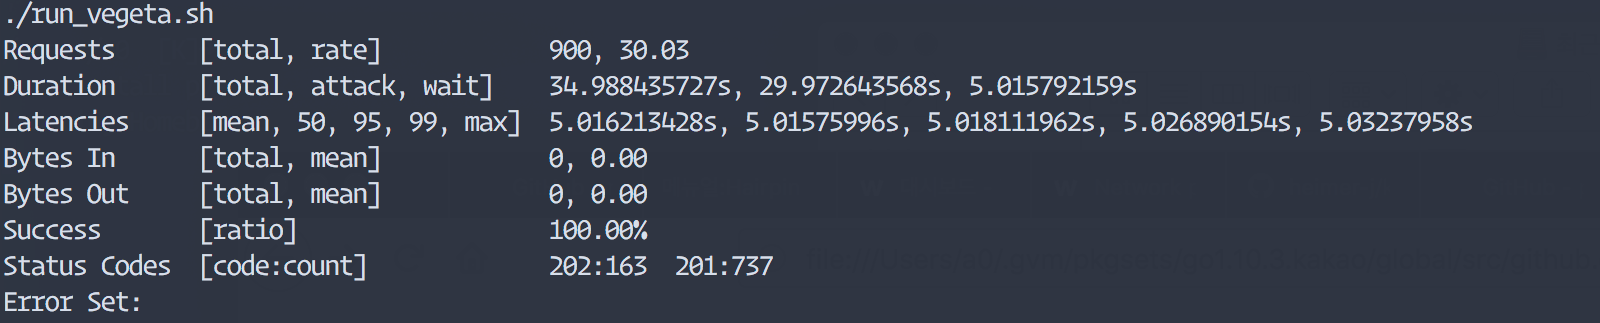 ./run_vegeta.sh
Requests      [total, rate]            900, 30.03
Duration      [total, attack, wait]    34.988435727s, 29.972643568s, 5.015792159s
Latencies     [mean, 50, 95, 99, max]  5.016213428s, 5.01575996s, 5.018111962s, 5.026890154s, 5.03237958s
Bytes In      [total, mean]            0, 0.00
Bytes Out     [total, mean]            0, 0.00
Success       [ratio]                  100.00%
Status Codes  [code:count]             202:163  201:737
Error Set: